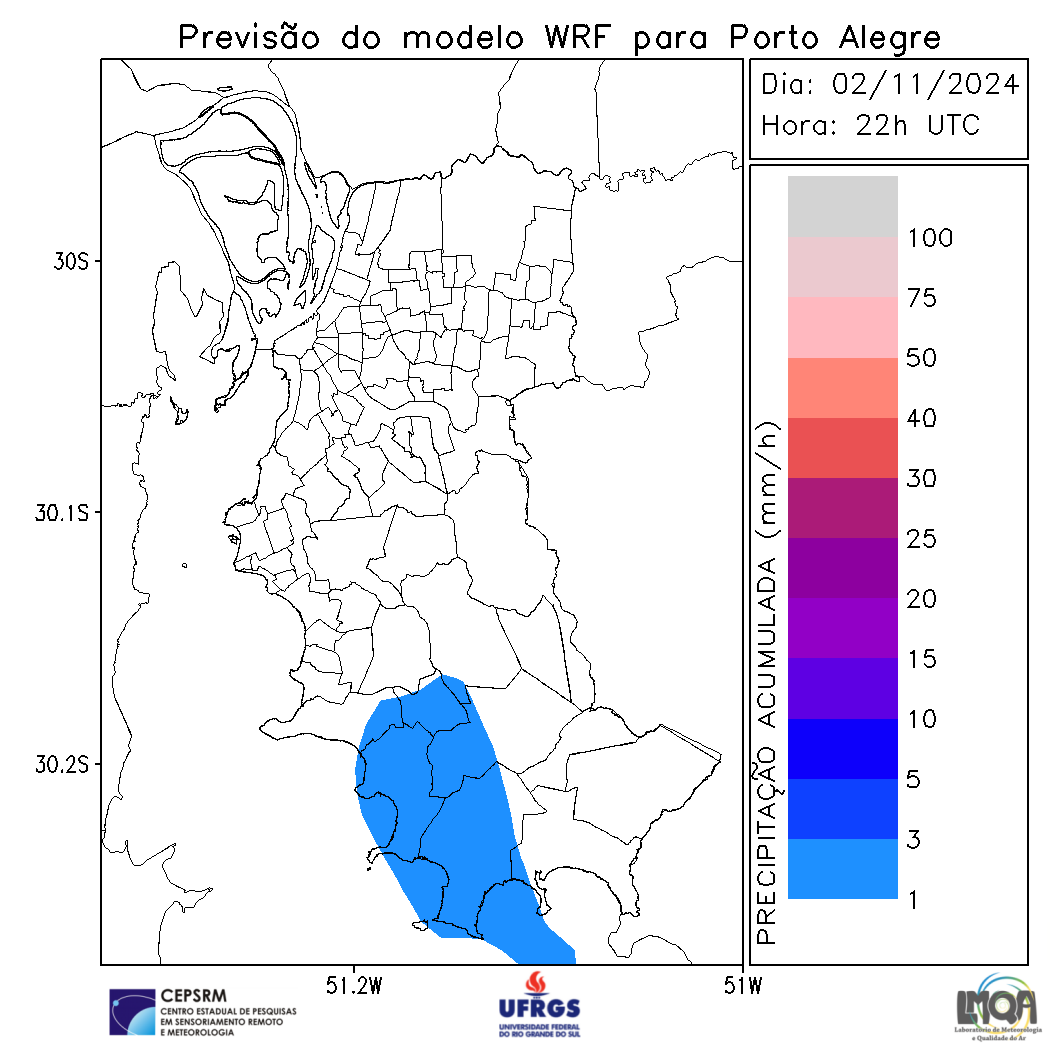 Previsão do modelo WRF para Porto Alegre
Dia: 02/11/2024
Hora: 22h UTC
30S
30.1S
30.2S
51.2W
51W
PRECIPITAÇÃO ACUMULADA (mm/h)
100
75
50
40
30
25
20
15
10
5
3
1
CEPSRM
CENTRO ESTADUAL DE PESQUISAS
EM SENSORIAMENTO REMOTO
E METEOROLOGIA
UFRGS
UNIVERSIDADE FEDERAL
DO RIO GRANDE DO SUL
LMQA
Laboratório de Meteorologia
e Qualidade do Ar